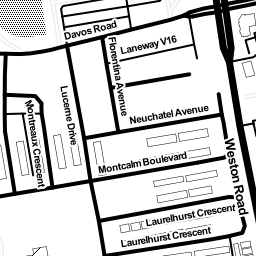 Davos Road
Laneway V16
Florentina Avenue
Lucerne Drive
Neuchatel Avenue
Montreaux Crescent
Montcalm Boulevard
Weston Road
Laurelhurst Crescent
Laurelhurst Crescent